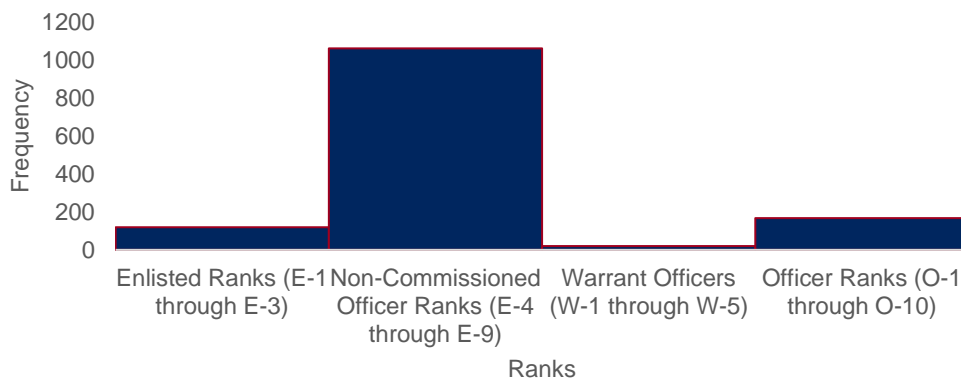 1200
1000
800
600
400
200
0
Frequency
Enlisted Ranks (E-1
through E-3)
Non-Commissioned
Officer Ranks (E-4
through E-9)
Warrant Officers
(W-1 through W-5)
Officer Ranks (O-1
through O-10)
Ranks